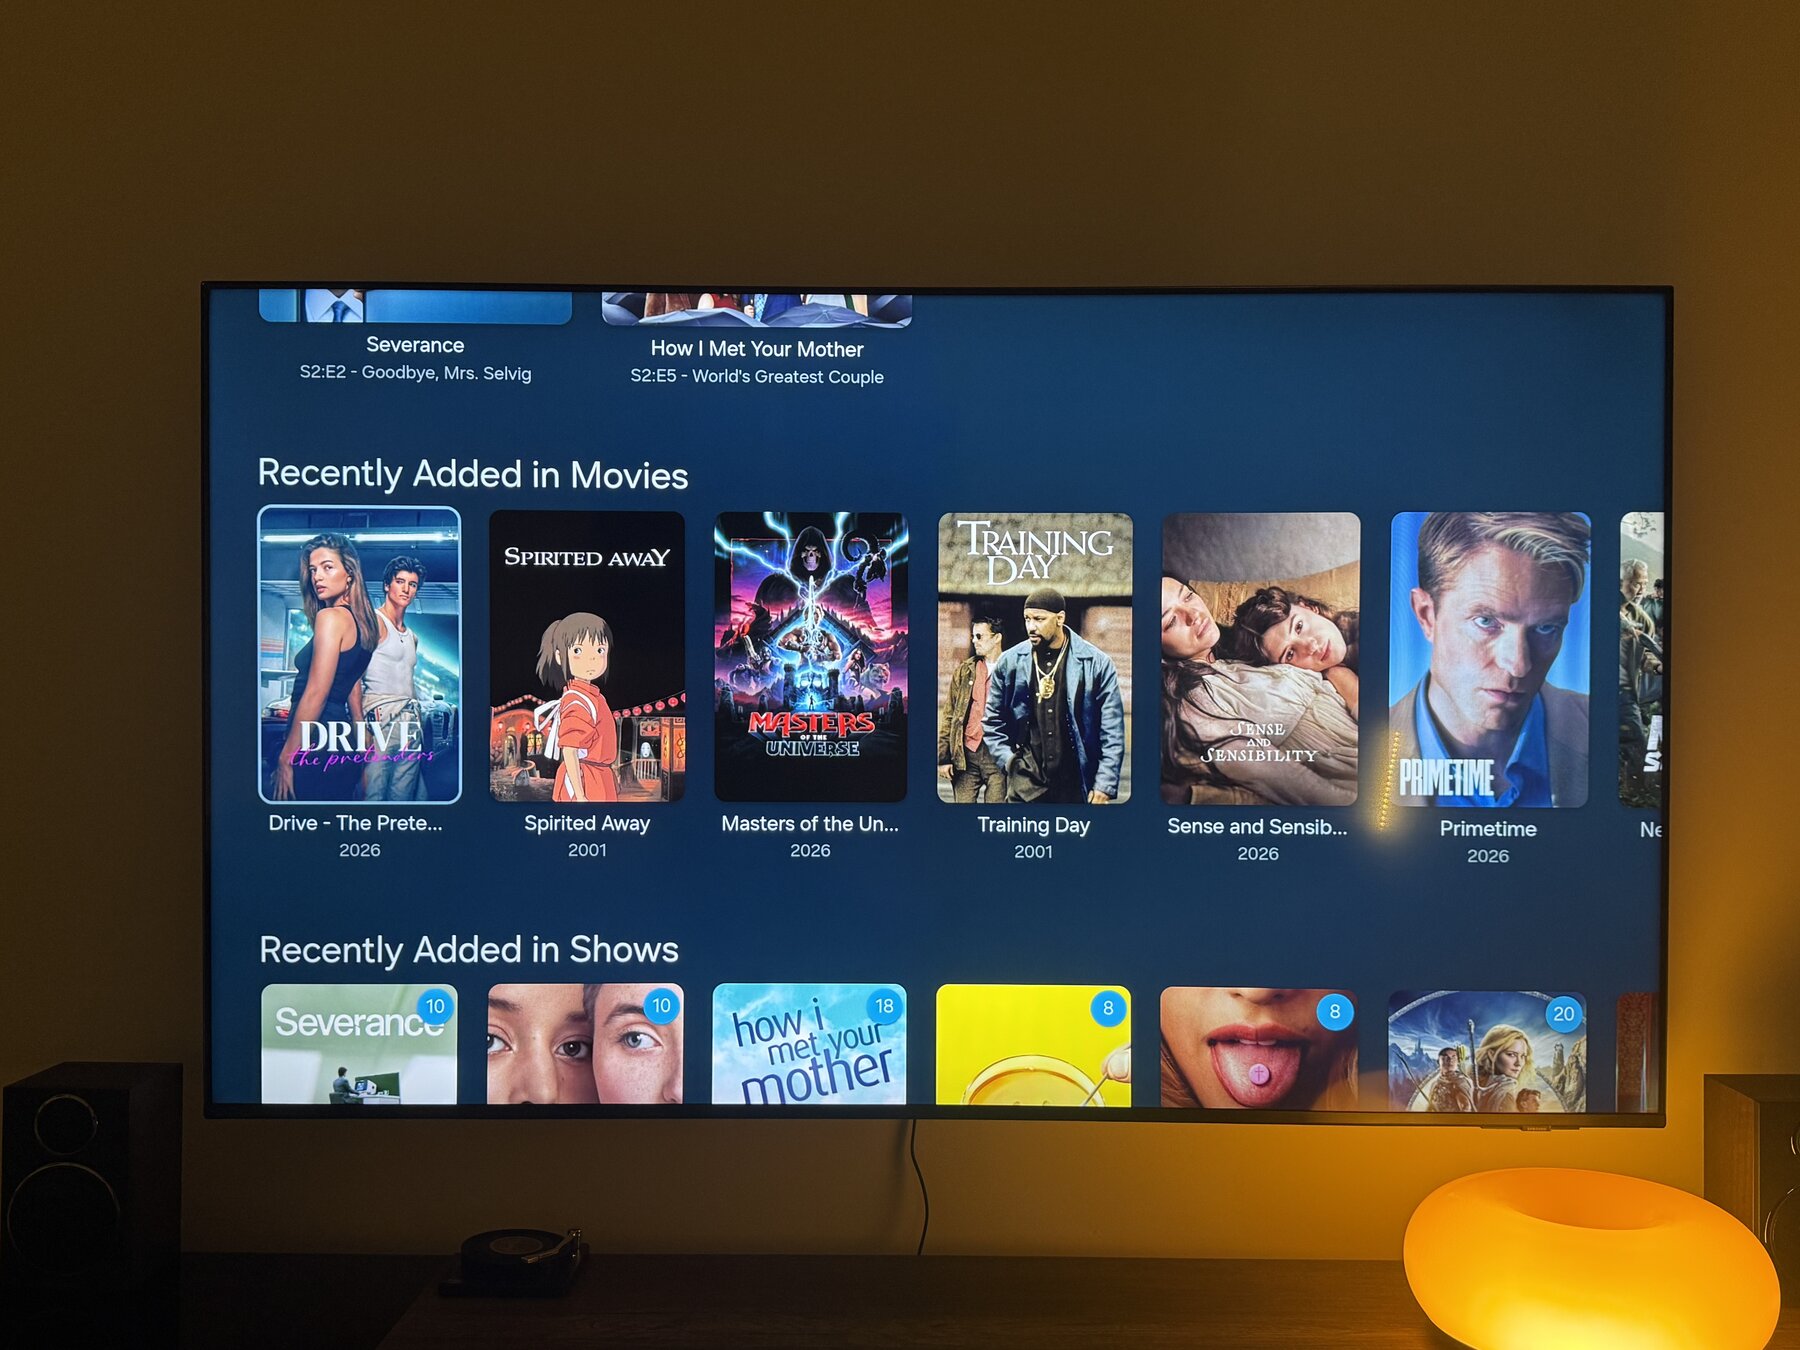 Severance
S2:E2 - Goodbye, Mrs. Selvig
How I Met Your Mother
S2:E5 - World's Greatest Couple
Recently Added in Movies
DRIVE
the pretenders
Drive - The Prete...
2026
SPIRITED AWAY
Spirited Away
2001
MASTERS
OF THE
UNIVERSE
Masters of the Un...
2026
TRAINING
DAY
Training Day
2001
SENSE
AND
SENSIBILITY
Sense and Sensib...
2026
PRIMETIME
Primetime
2026
Ne
Recently Added in Shows
Severance
10
10
how i
met your
mother
18
8
8
20